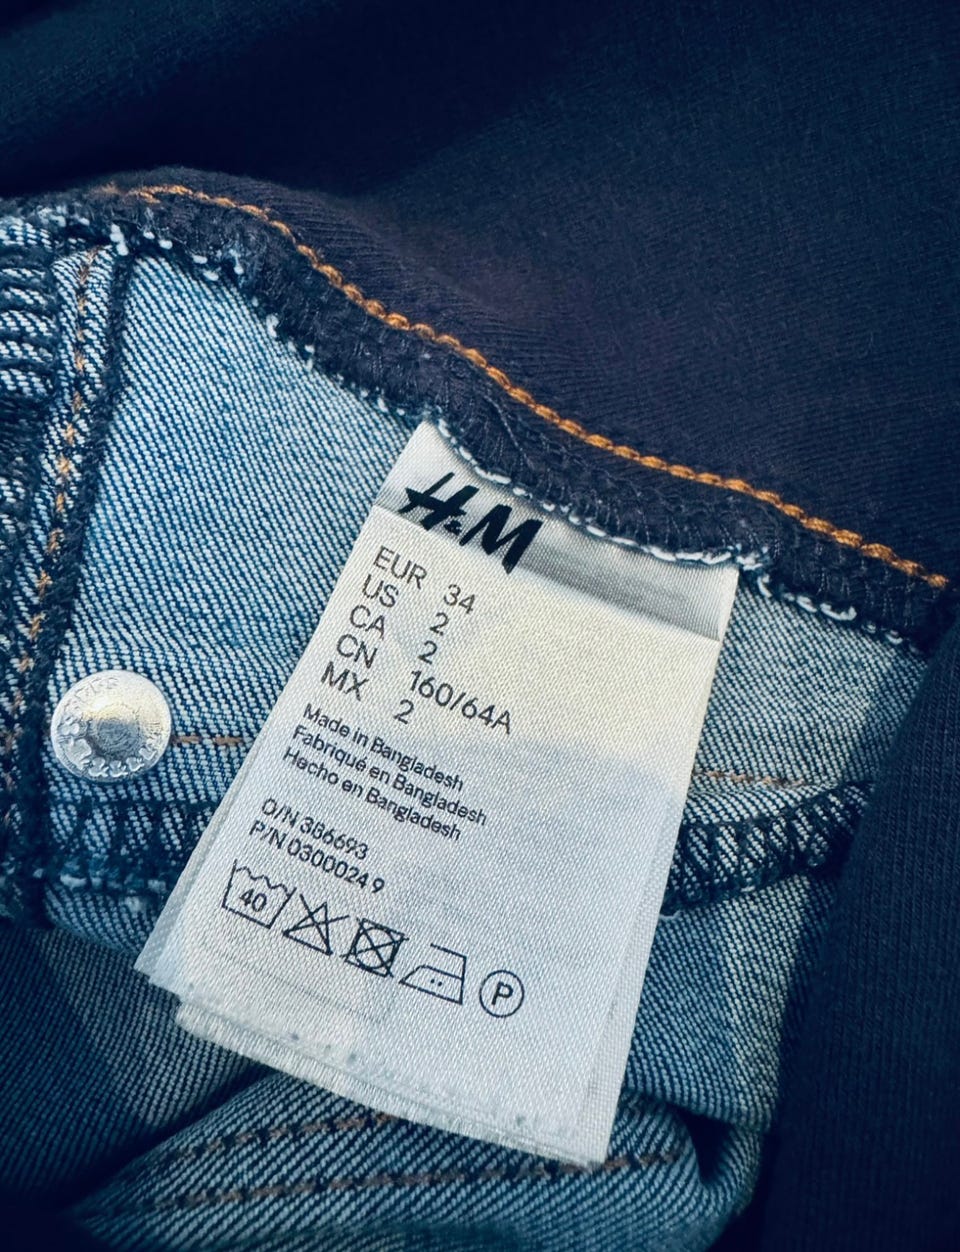 H&M
EUR 34
US 2
CA 2
CN 160/64A
MX 2
Made in Bangladesh
Fabriqué en Bangladesh
Hecho en Bangladesh
O/N 386693
P/N 0300024 9
40
P